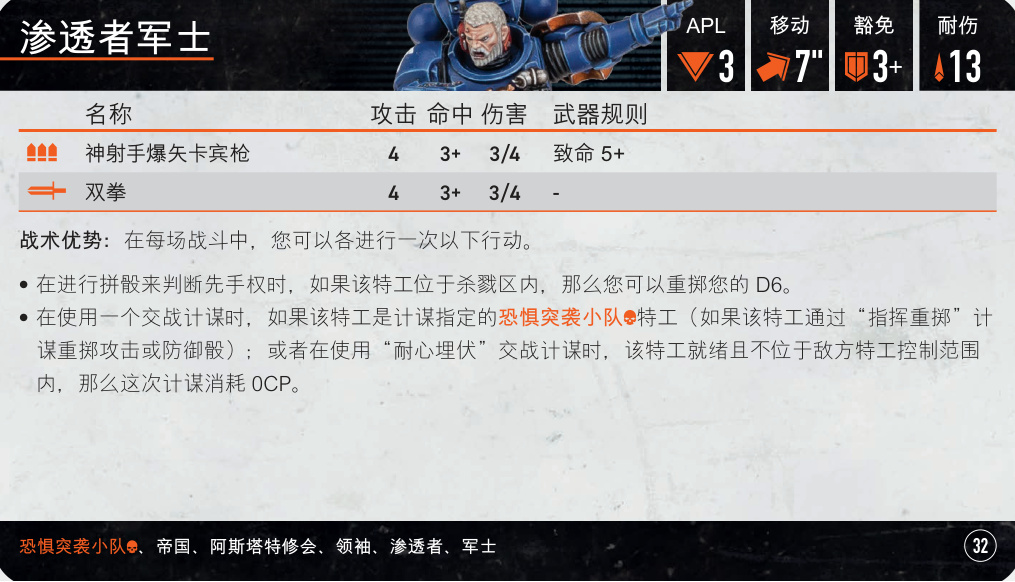 渗透者军士
APL 移动 豁免 耐伤
3 7" 3+ 13
名称 攻击 命中 伤害 武器规则
神射手爆矢卡宾枪 4 3+ 3/4 致命 5+
双拳 4 3+ 3/4 -
战术优势：在每场战斗中，您可以各进行一次以下行动。
• 在进行拼骰来判断先手权时，如果该特工位于杀戮区内，那么您可以重掷您的 D6。
• 在使用一个交战计谋时，如果该特工是计谋指定的恐惧突袭小队特工（如果该特工通过“指挥重掷”计
谋重掷攻击或防御骰）；或者在使用“耐心埋伏”交战计谋时，该特工就绪且不位于敌方特工控制范围
内，那么这次计谋消耗 0CP。
恐惧突袭小队、帝国、阿斯塔特修会、领袖、渗透者、军士
32